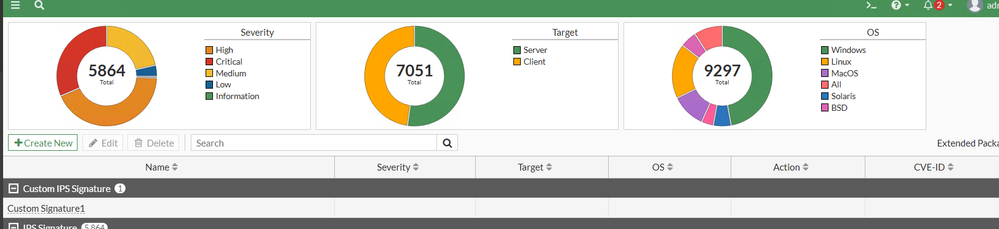 2
adr
Severity
High
Critical
Medium
Low
Information
5864
Total
Target
Server
Client
7051
Total
OS
Windows
Linux
MacOS
All
Solaris
BSD
9297
Total
Create New Edit Delete Search
Extended Packa
Name Severity Target OS Action CVE-ID
Custom IPS Signature 1
Custom Signature1
IPS Signature 5,864